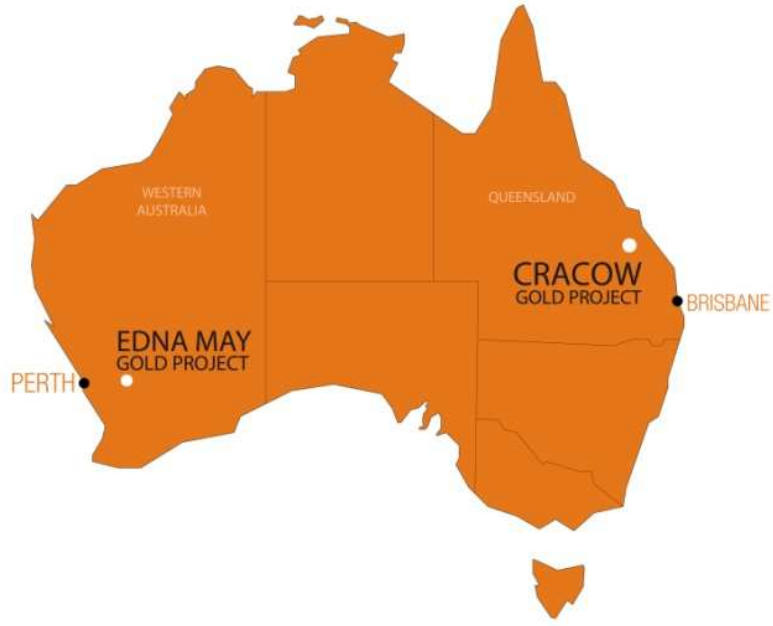 WESTERN
AUSTRALIA
QUEENSLAND
CRACOW
GOLD PROJECT
BRISBANE
EDNA MAY
GOLD PROJECT
PERTH